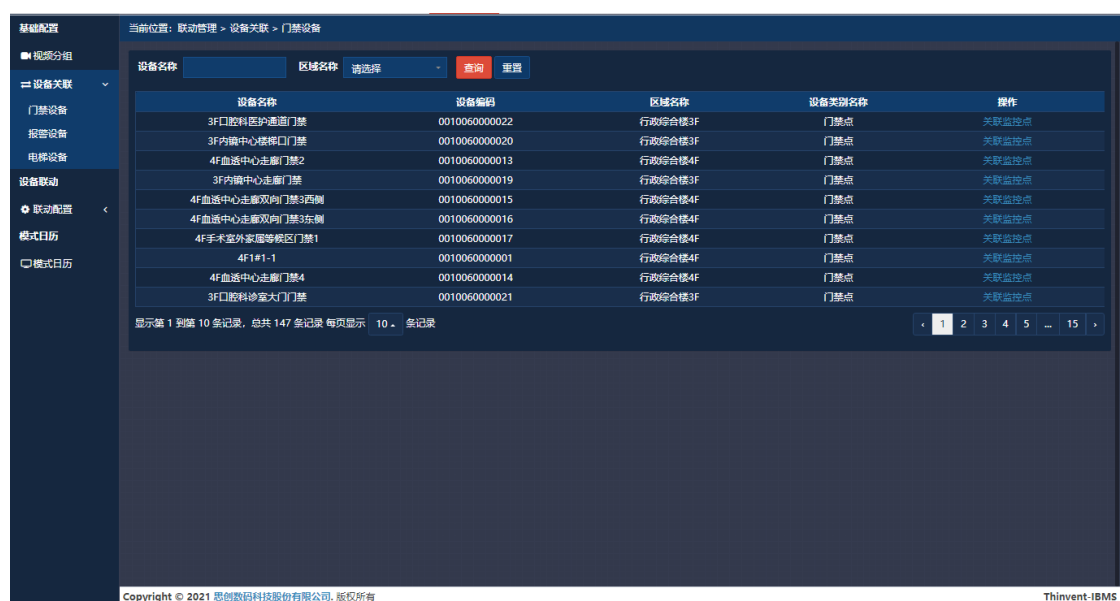 基础配置
视频分组
设备关联
门禁设备
报警设备
电梯设备
设备联动
联动配置
模式日历
模式日历
当前位置：联动管理 > 设备关联 > 门禁设备
设备名称 区域名称 请选择 查询 重置
设备名称 设备编码 区域名称 设备类别名称 操作
3F口腔科医护通道门禁 0010060000022 行政综合楼3F 门禁点 关联监控点
3F内镜中心楼梯口门禁 0010060000020 行政综合楼3F 门禁点 关联监控点
4F血透中心走廊门禁2 0010060000013 行政综合楼4F 门禁点 关联监控点
3F内镜中心走廊门禁 0010060000019 行政综合楼3F 门禁点 关联监控点
4F血透中心走廊双向门禁3西侧 0010060000015 行政综合楼4F 门禁点 关联监控点
4F血透中心走廊双向门禁3东侧 0010060000016 行政综合楼4F 门禁点 关联监控点
4F手术室外家属等候区门禁1 0010060000017 行政综合楼4F 门禁点 关联监控点
4F1#1-1 0010060000001 行政综合楼4F 门禁点 关联监控点
4F血透中心走廊门禁4 0010060000014 行政综合楼4F 门禁点 关联监控点
3F口腔科诊室大门门禁 0010060000021 行政综合楼3F 门禁点 关联监控点
显示第 1 到第 10 条记录，总共 147 条记录 每页显示 10 条记录 ‹ 1 2 3 4 5 ... 15 ›
Copyright © 2021 思创数码科技股份有限公司. 版权所有 Thinvent-IBMS